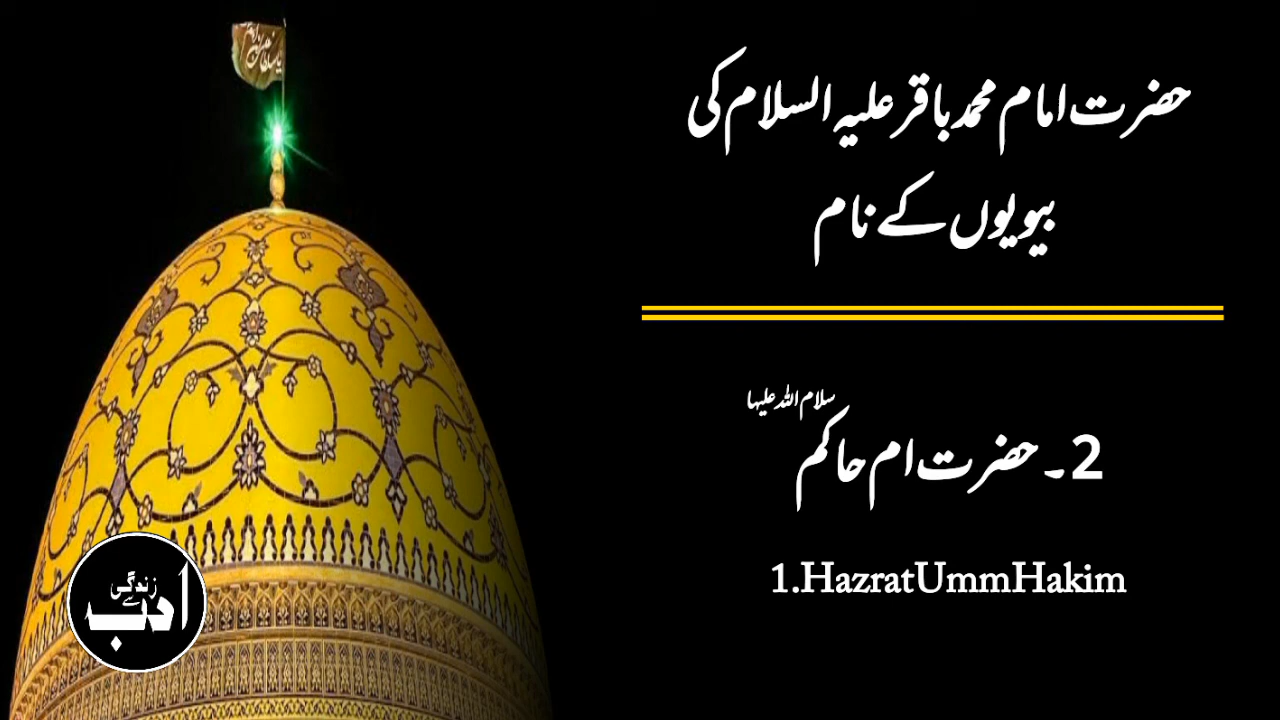 حضرت امام محمد باقر علیہ السلام کی
بیویوں کے نام
سلام اللہ علیہا
2۔ حضرت ام حاکم
1.HazratUmmHakim
زندگی
سے
ادب